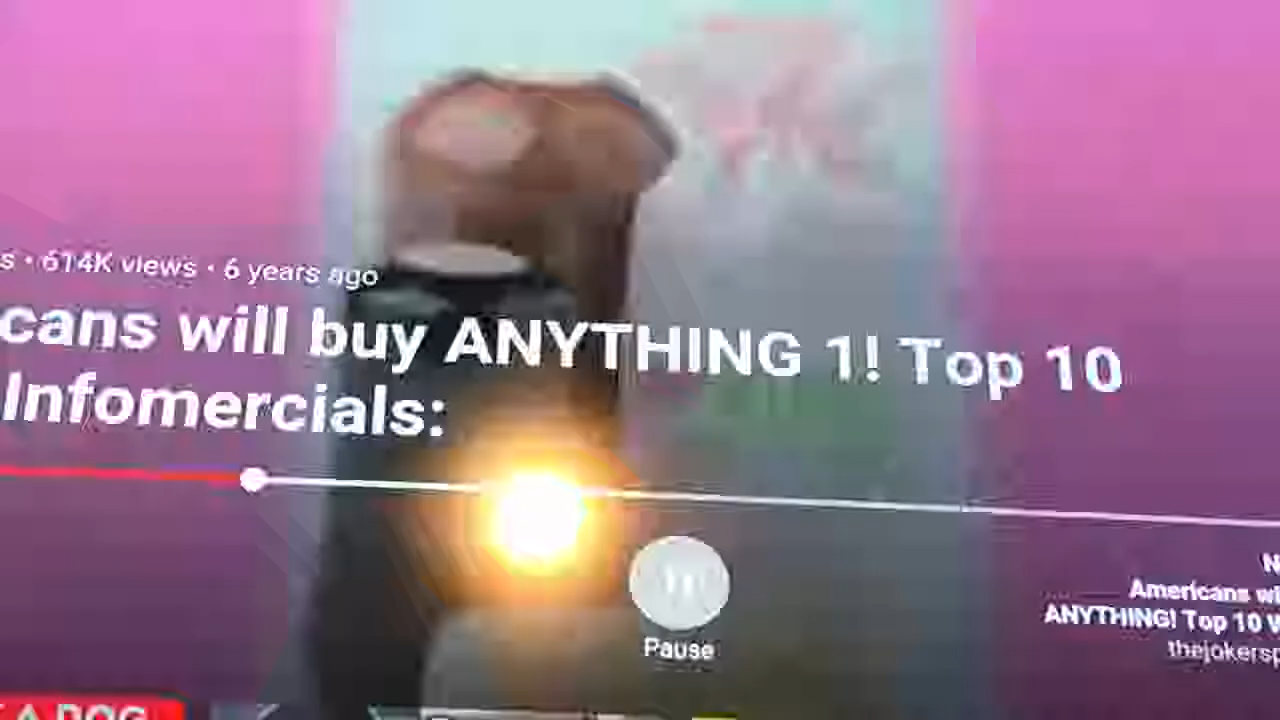 s • 614K views • 6 years ago
cans will buy ANYTHING 1! Top 10
Infomercials:
Pause
N
Americans wi
ANYTHING! Top 10 W
thejokersp
K A DOG